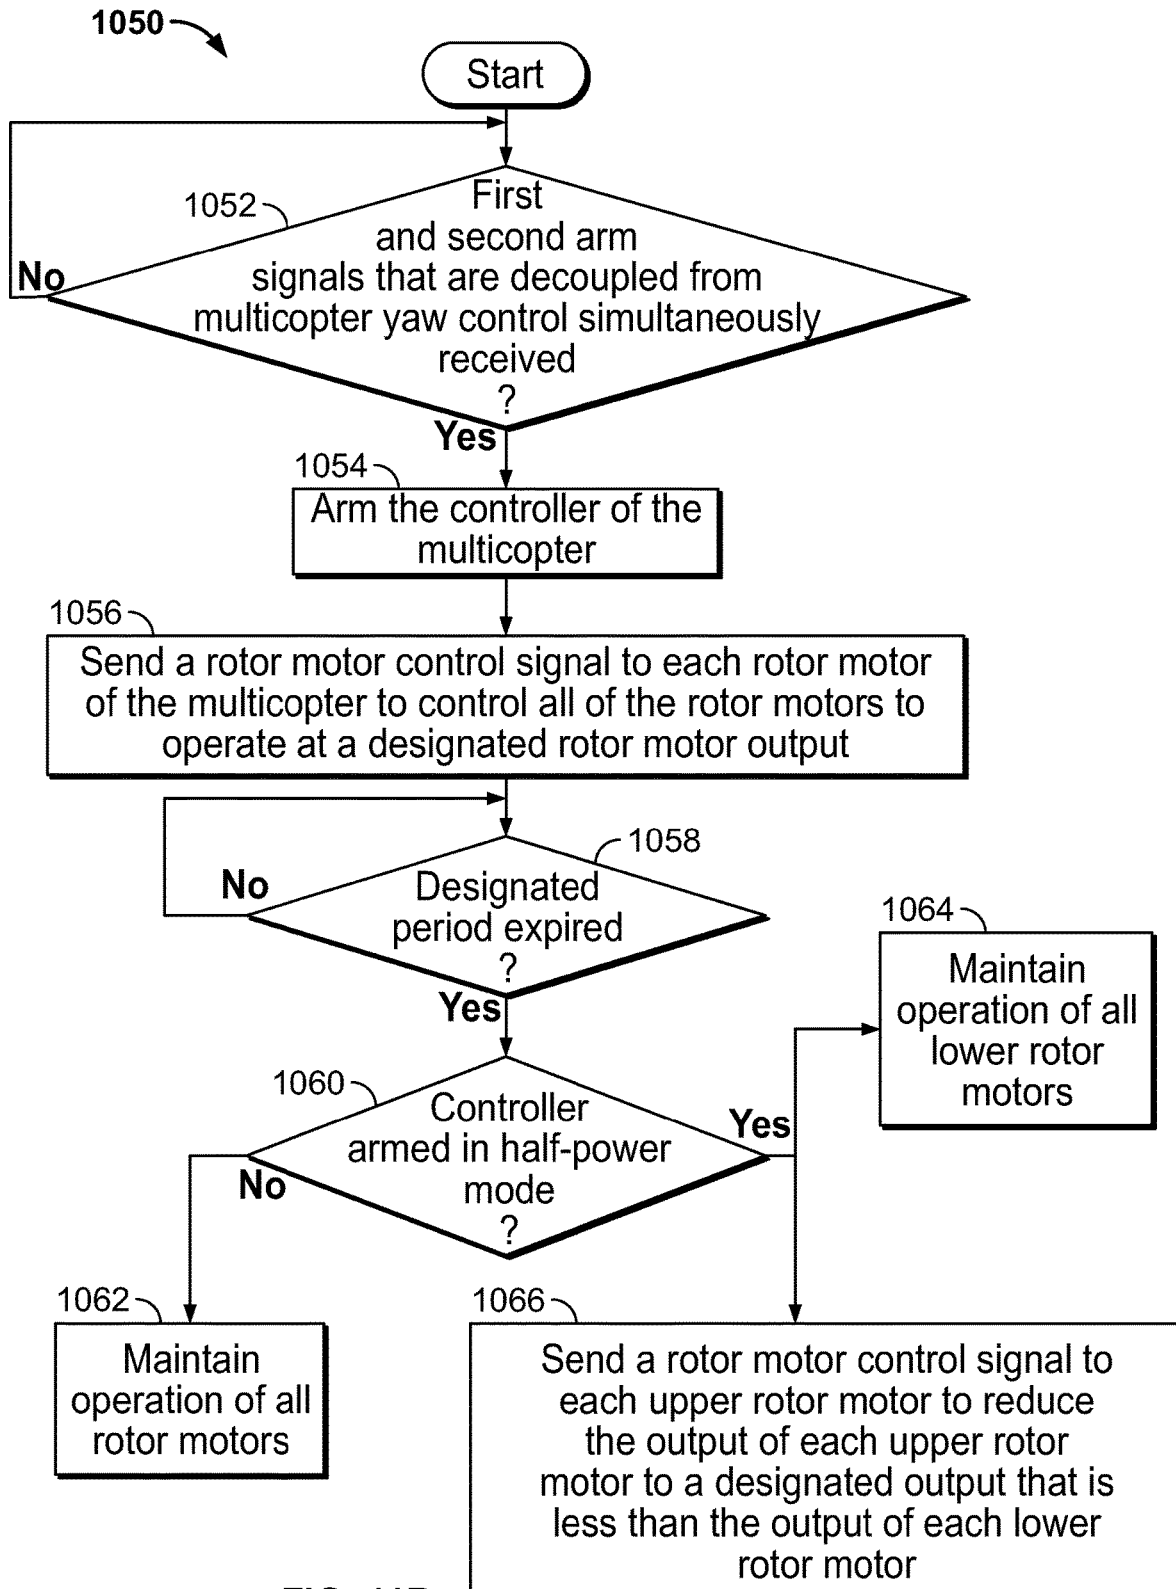 1050
Start
1052
First
and second arm
signals that are decoupled from
multicopter yaw control simultaneously
received
?
No
Yes
1054
Arm the controller of the
multicopter
1056
Send a rotor motor control signal to each rotor motor
of the multicopter to control all of the rotor motors to
operate at a designated rotor motor output
1058
Designated
period expired
?
No
Yes
1060
Controller
armed in half-power
mode
?
Yes
No
1064
Maintain
operation of all
lower rotor
motors
1062
Maintain
operation of all
rotor motors
1066
Send a rotor motor control signal to
each upper rotor motor to reduce
the output of each upper rotor
motor to a designated output that is
less than the output of each lower
rotor motor